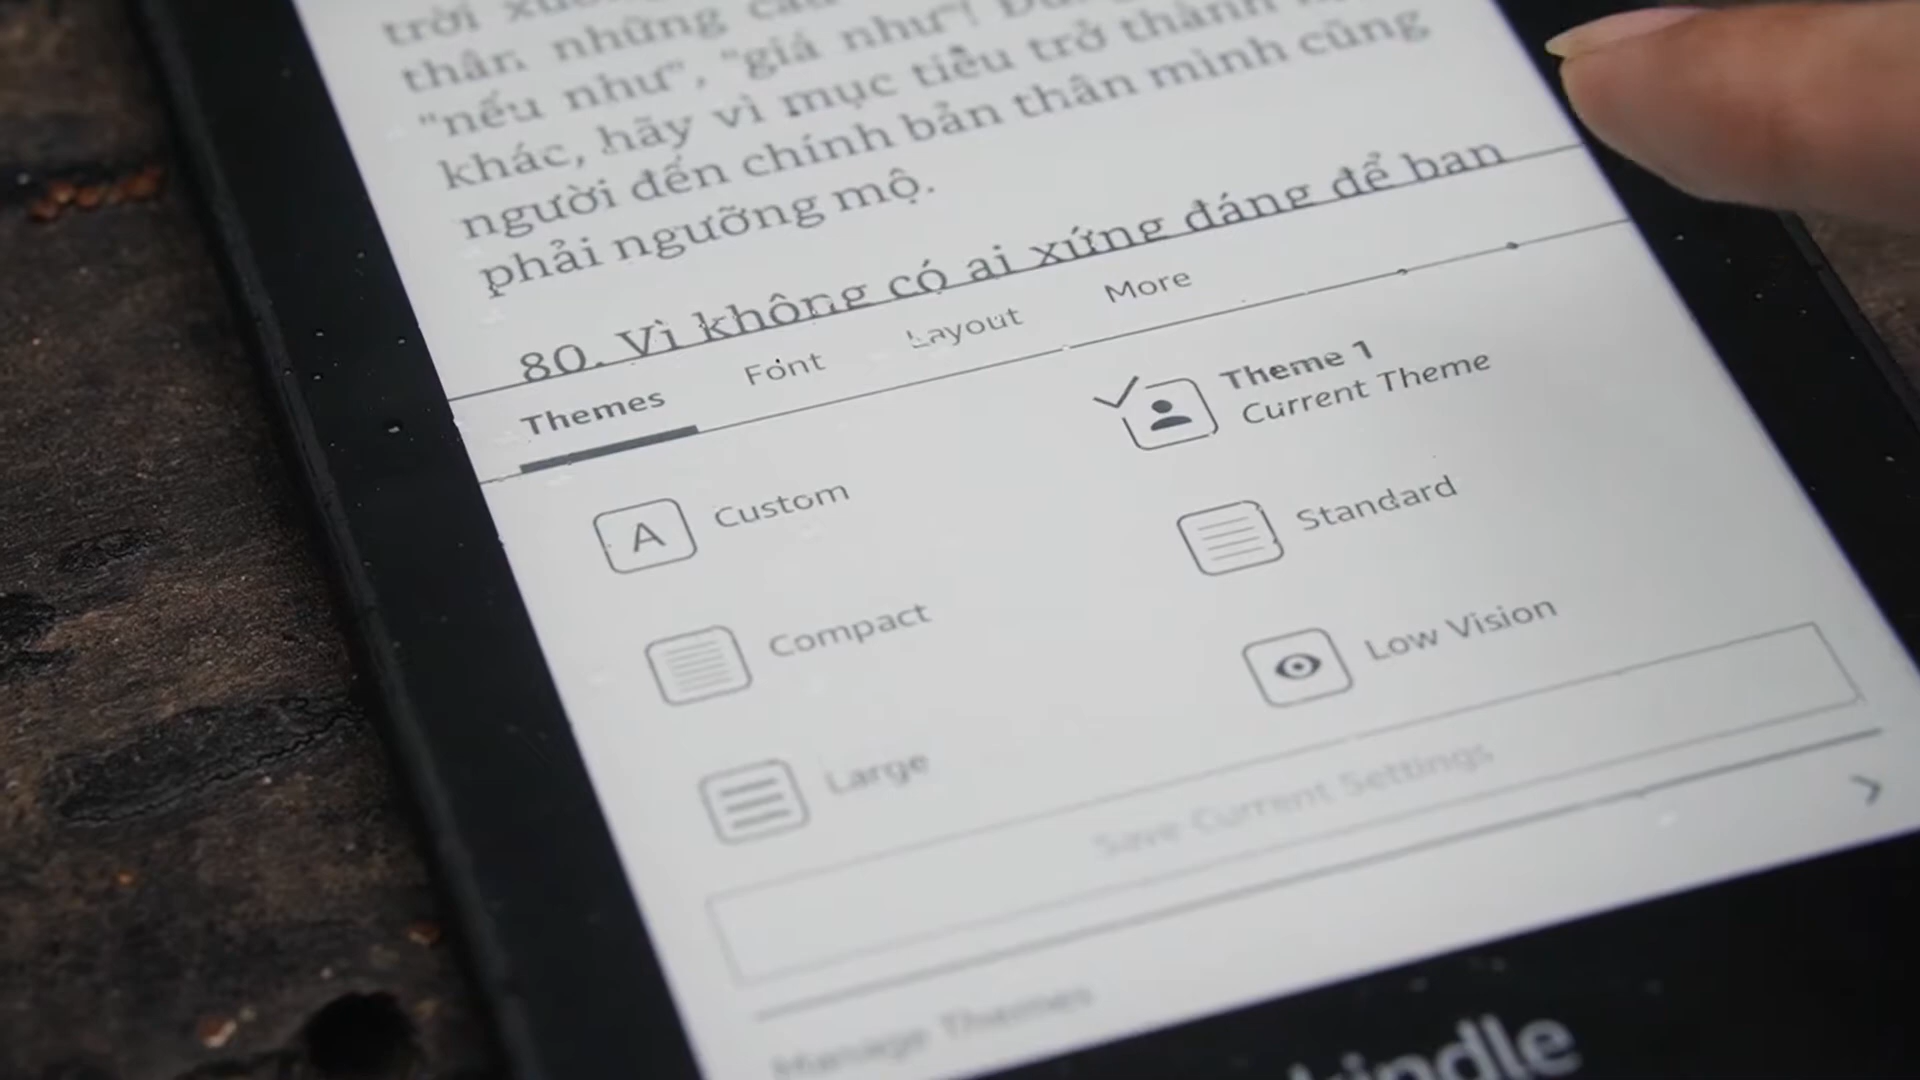 trời
thân những
"nếu như", "giá như"!
khác, hãy vì mục tiêu trở thành
người đến chính bản thân mình cũng
phải ngưỡng mộ.
80. Vì không có ai xứng đáng để bạn
Themes Font Layout More
Theme 1
Current Theme
Custom
Standard
Compact
Low Vision
Large
Save Current Settings
Manage Themes
kindle